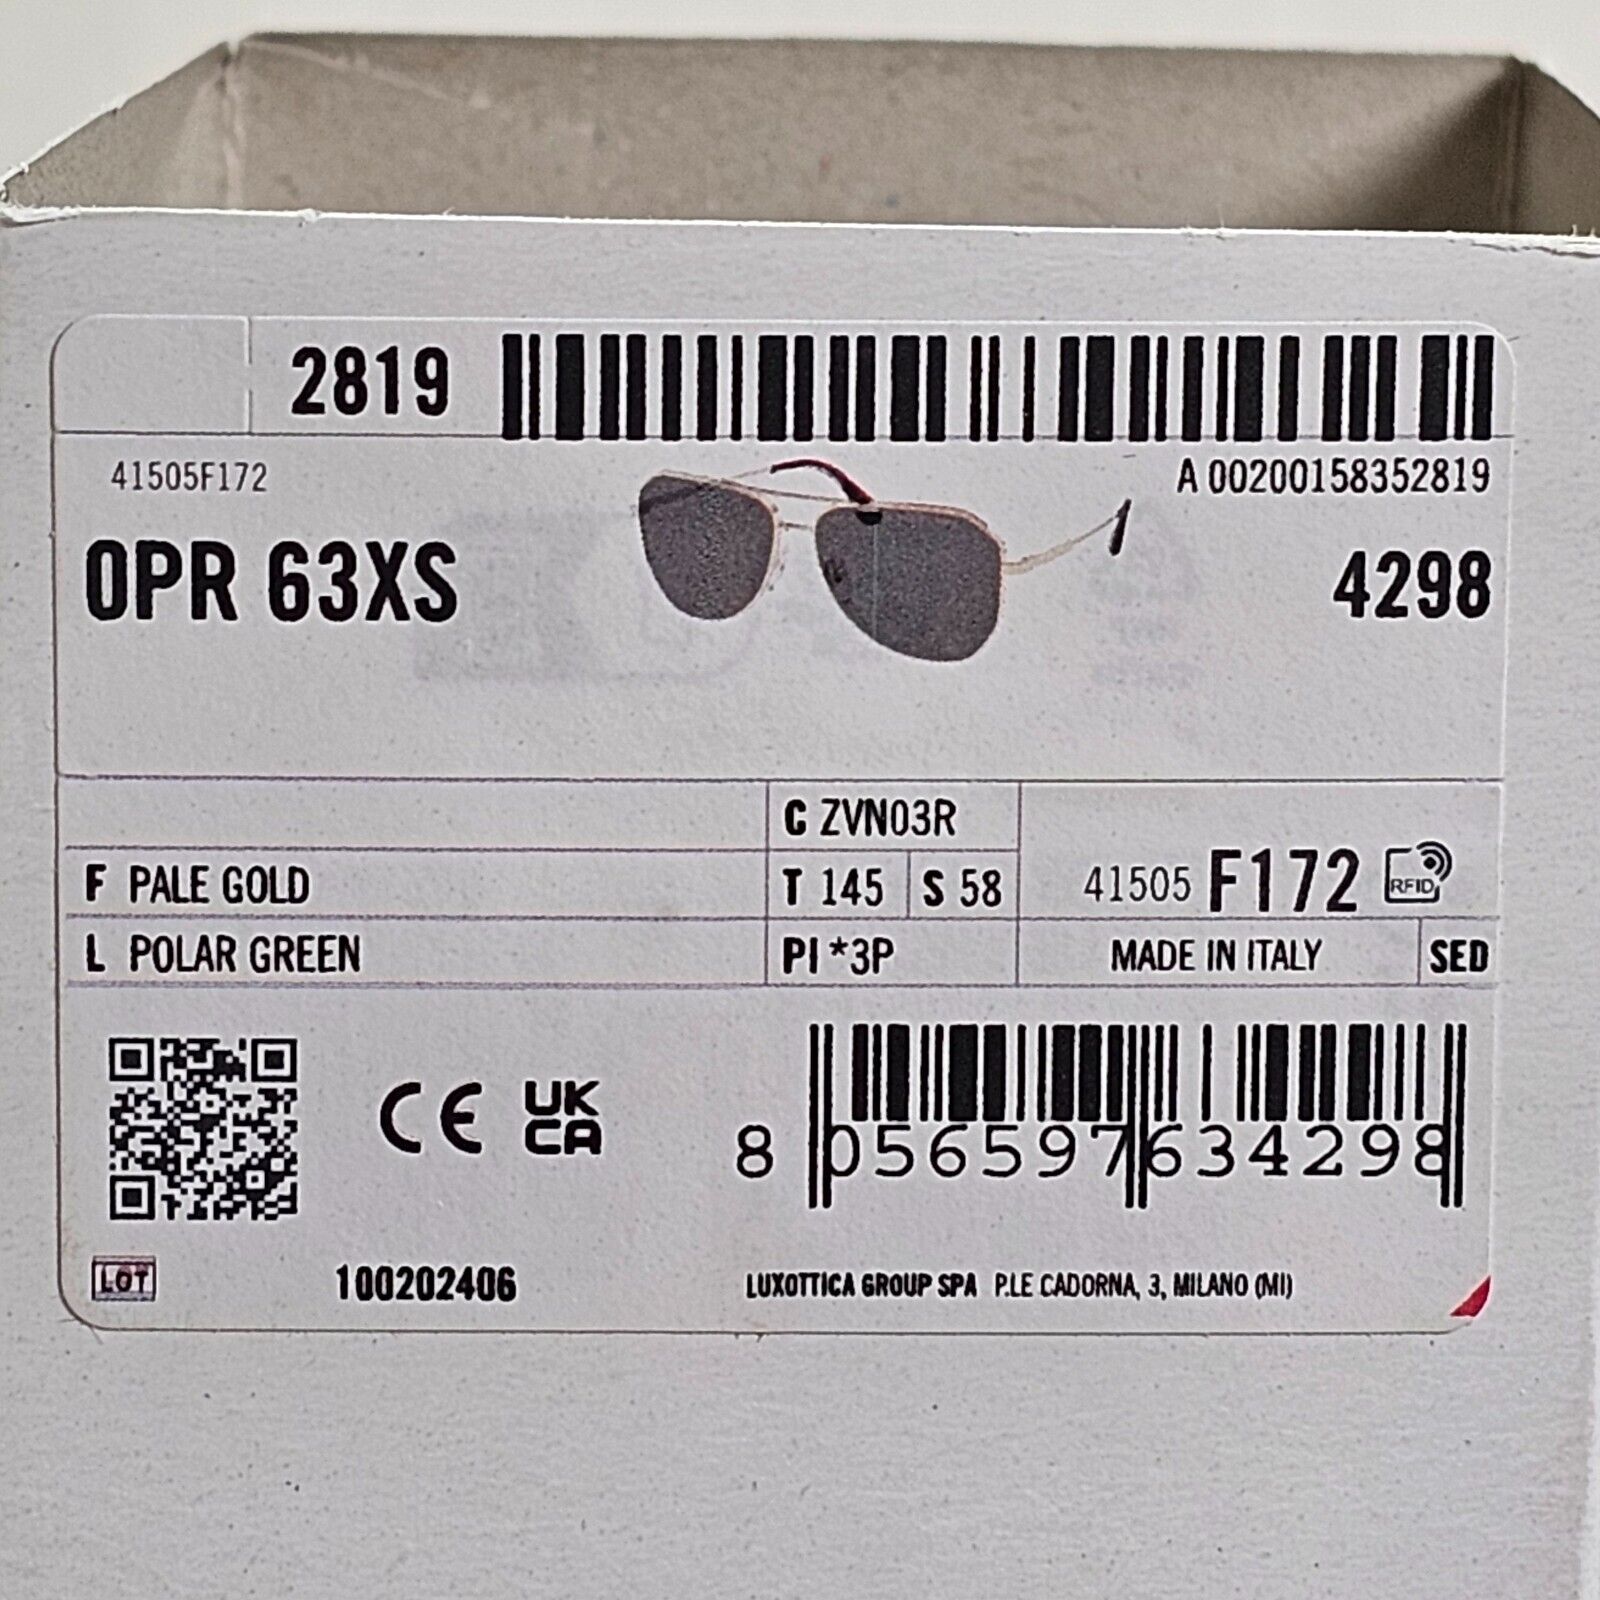 2819
41505F172
A 00200158352819
0PR 63XS
4298
C ZVN03R
F PALE GOLD
T 145
S 58
41505 F172
RFID
L POLAR GREEN
PI *3P
MADE IN ITALY
SED
CE
UK
CA
8 056597 634298
LOT
100202406
LUXOTTICA GROUP SPA P.LE CADORNA, 3, MILANO (MI)